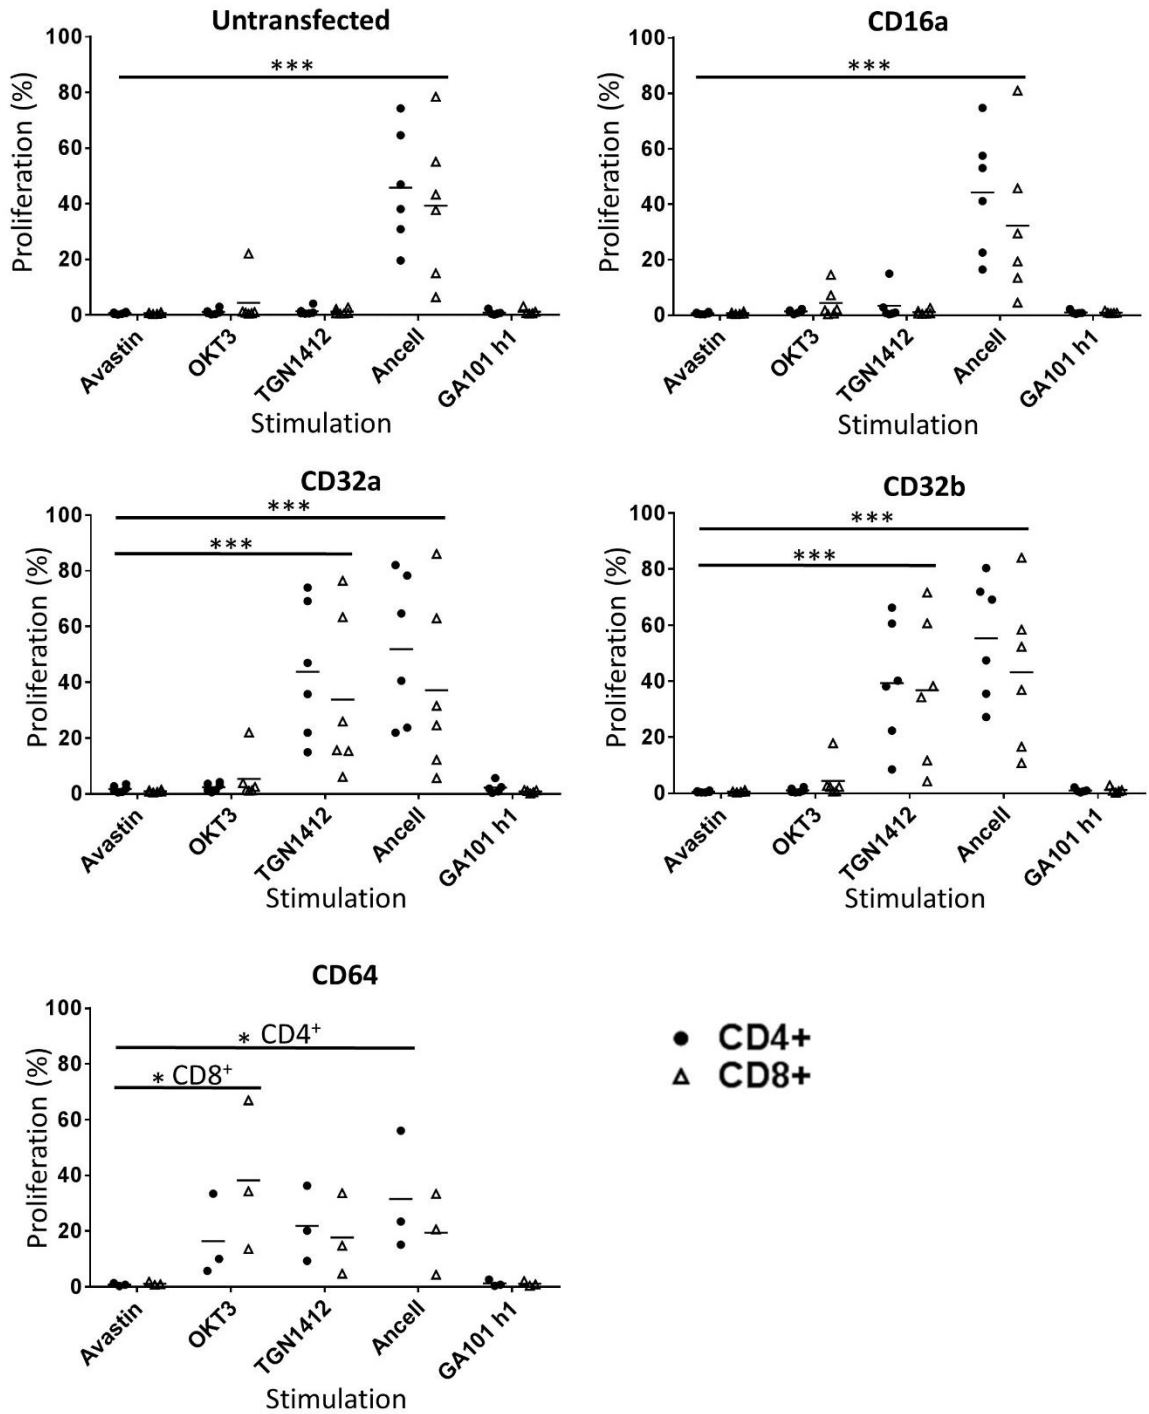 Untransfected
***
Proliferation (%)
100
80
60
40
20
0
Avastin
OKT3
TGN1412
Ancell
GA101 h1
Stimulation
CD16a
***
Proliferation (%)
100
80
60
40
20
0
Avastin
OKT3
TGN1412
Ancell
GA101 h1
Stimulation
CD32a
***
***
Proliferation (%)
100
80
60
40
20
0
Avastin
OKT3
TGN1412
Ancell
GA101 h1
Stimulation
CD32b
***
***
Proliferation (%)
100
80
60
40
20
0
Avastin
OKT3
TGN1412
Ancell
GA101 h1
Stimulation
CD64
* CD4⁺
* CD8⁺
Proliferation (%)
100
80
60
40
20
0
Avastin
OKT3
TGN1412
Ancell
GA101 h1
Stimulation
CD4+
CD8+